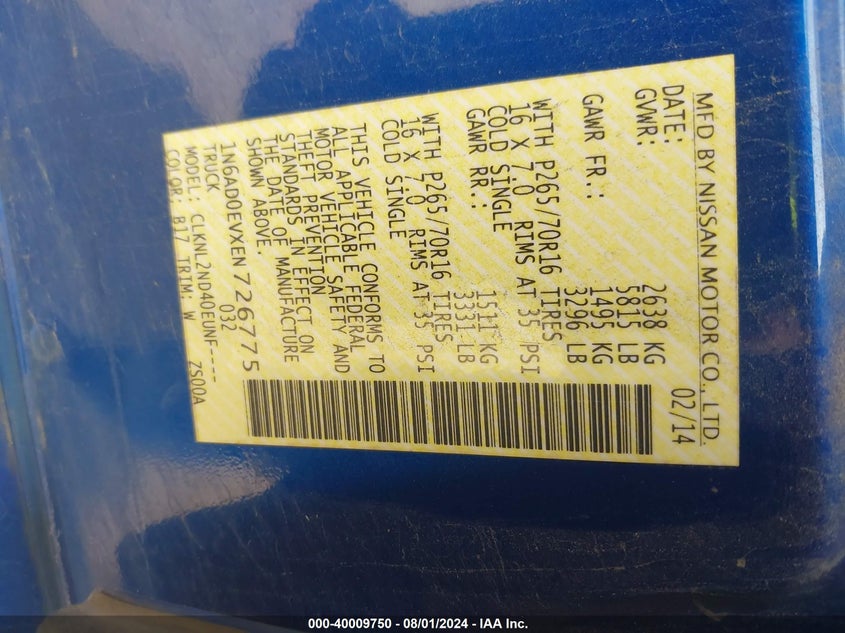 MFD BY NISSAN MOTOR CO., LTD.
DATE: 02/14
GVWR: 2638 KG
5815 LB
GAWR FR.: 1495 KG
3296 LB
WITH P265/70R16 TIRES
16 X 7.0 RIMS AT 35 PSI
COLD SINGLE
GAWR RR.: 1511 KG
3331 LB
WITH P265/70R16 TIRES
16 X 7.0 RIMS AT 35 PSI
COLD SINGLE
THIS VEHICLE CONFORMS TO
ALL APPLICABLE FEDERAL
MOTOR VEHICLE SAFETY AND
THEFT PREVENTION
STANDARDS IN EFFECT ON
THE DATE OF MANUFACTURE
SHOWN ABOVE.
1N6AD0EVXEN726775
TRUCK 032
MODEL: CLKNL2ND40EUNF----
COLOR: B17 TRIM: W ZS00A
000-40009750 - 08/01/2024 - IAA Inc.